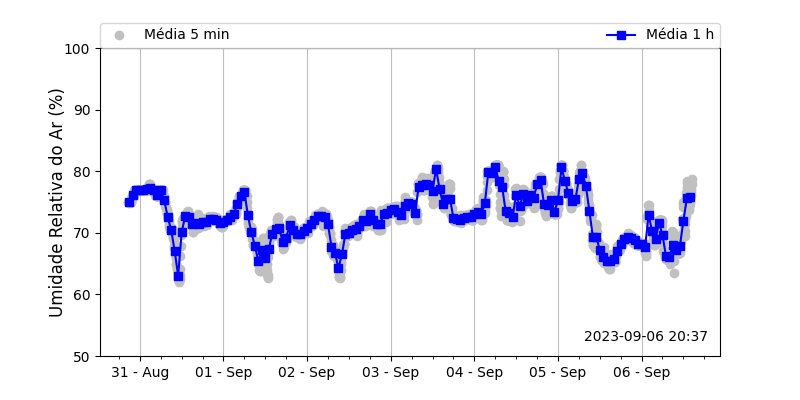 Média 5 min
Média 1 h
Umidade Relativa do Ar (%)
100
90
80
70
60
50
2023-09-06 20:37
31 - Aug
01 - Sep
02 - Sep
03 - Sep
04 - Sep
05 - Sep
06 - Sep